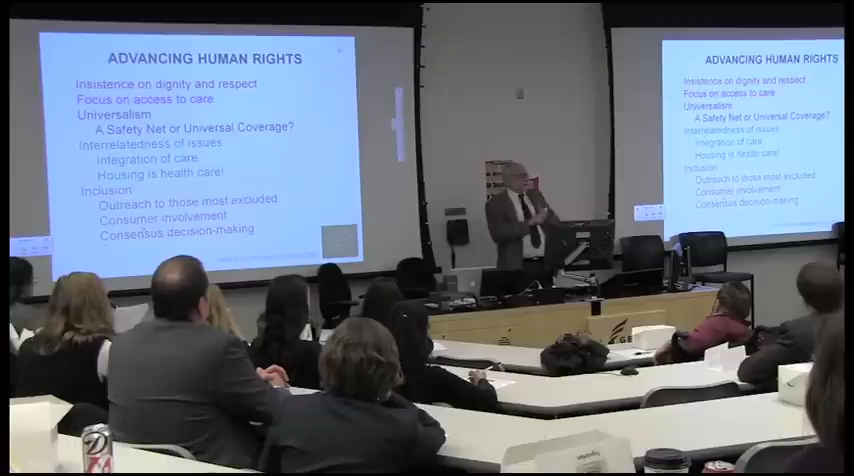 ADVANCING HUMAN RIGHTS
Insistence on dignity and respect
Focus on access to care
Universalism
A Safety Net or Universal Coverage?
Interrelatedness of issues
Integration of care
Housing is health care!
Inclusion
Outreach to those most excluded
Consumer involvement
Consensus decision-making
ADVANCING HUMAN RIGHTS
Insistence on dignity and respect
Focus on access to care
Universalism
A Safety Net or Universal Coverage?
Interrelatedness of issues
Integration of care
Housing is health care!
Inclusion
Outreach to those most excluded
Consumer involvement
Consensus decision-making